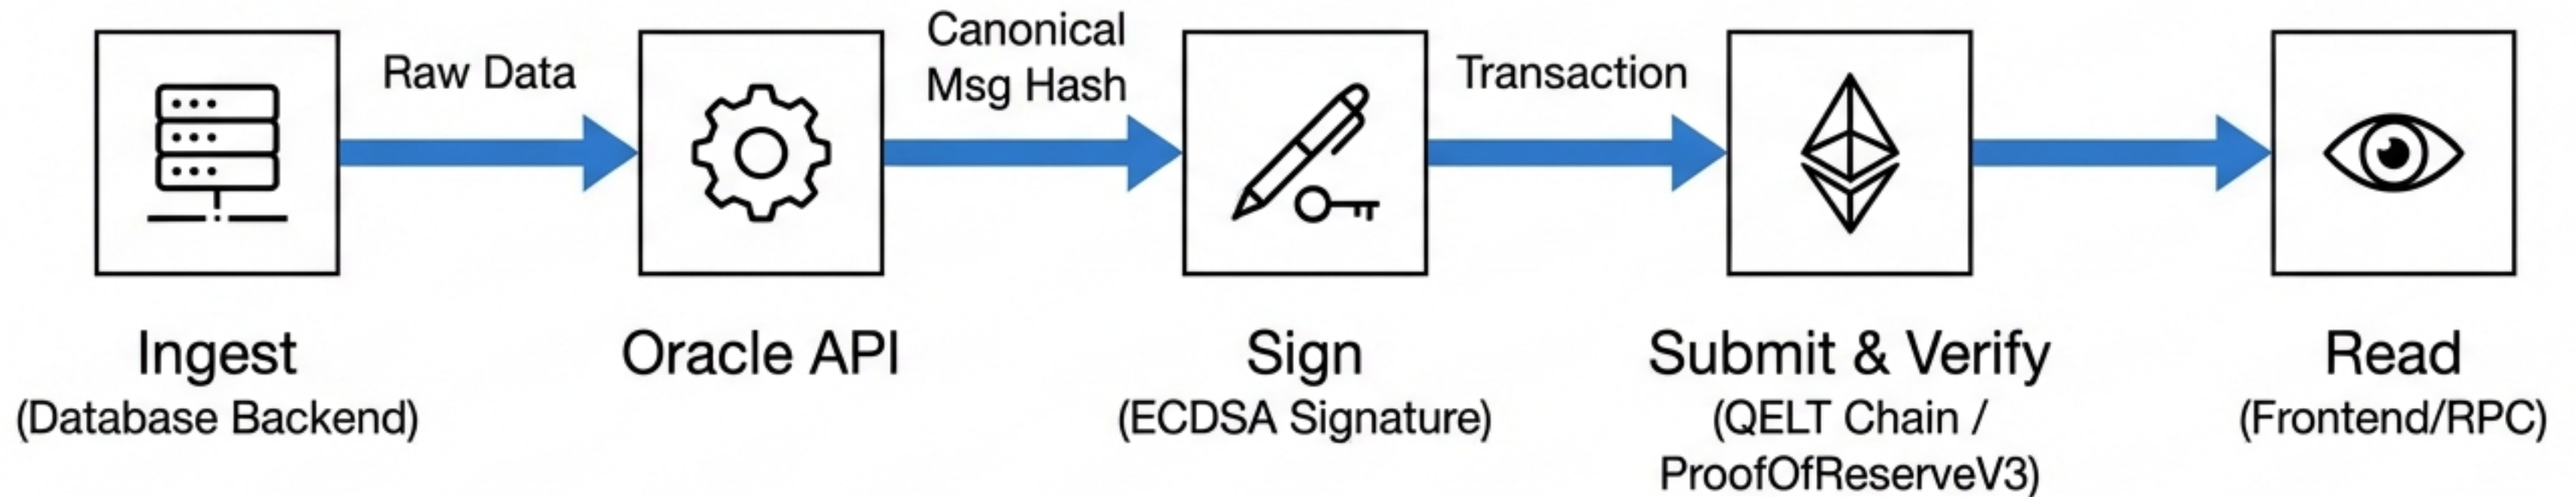 Raw Data
Canonical
Msg Hash
Transaction
Ingest
(Database Backend)
Oracle API
Sign
(ECDSA Signature)
Submit & Verify
(QELT Chain /
ProofOfReserveV3)
Read
(Frontend/RPC)